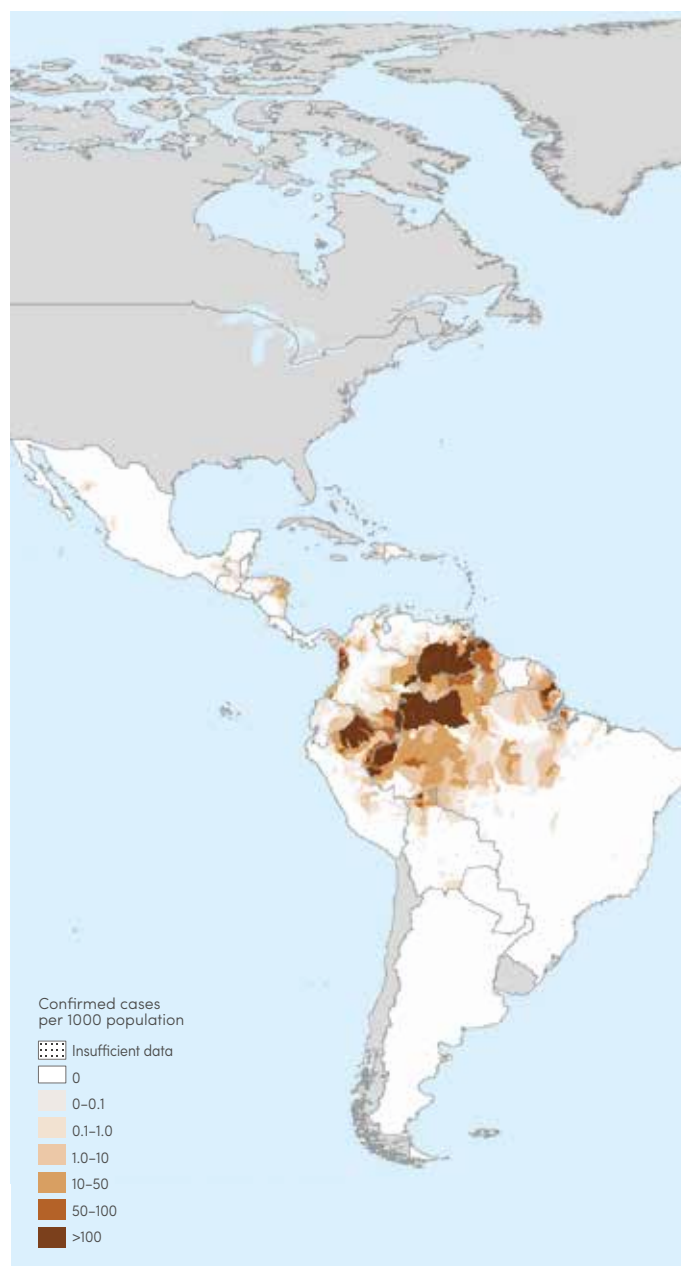 Confirmed cases
per 1000 population
Insufficient data
0
0–0.1
0.1–1.0
1.0–10
10–50
50–100
>100